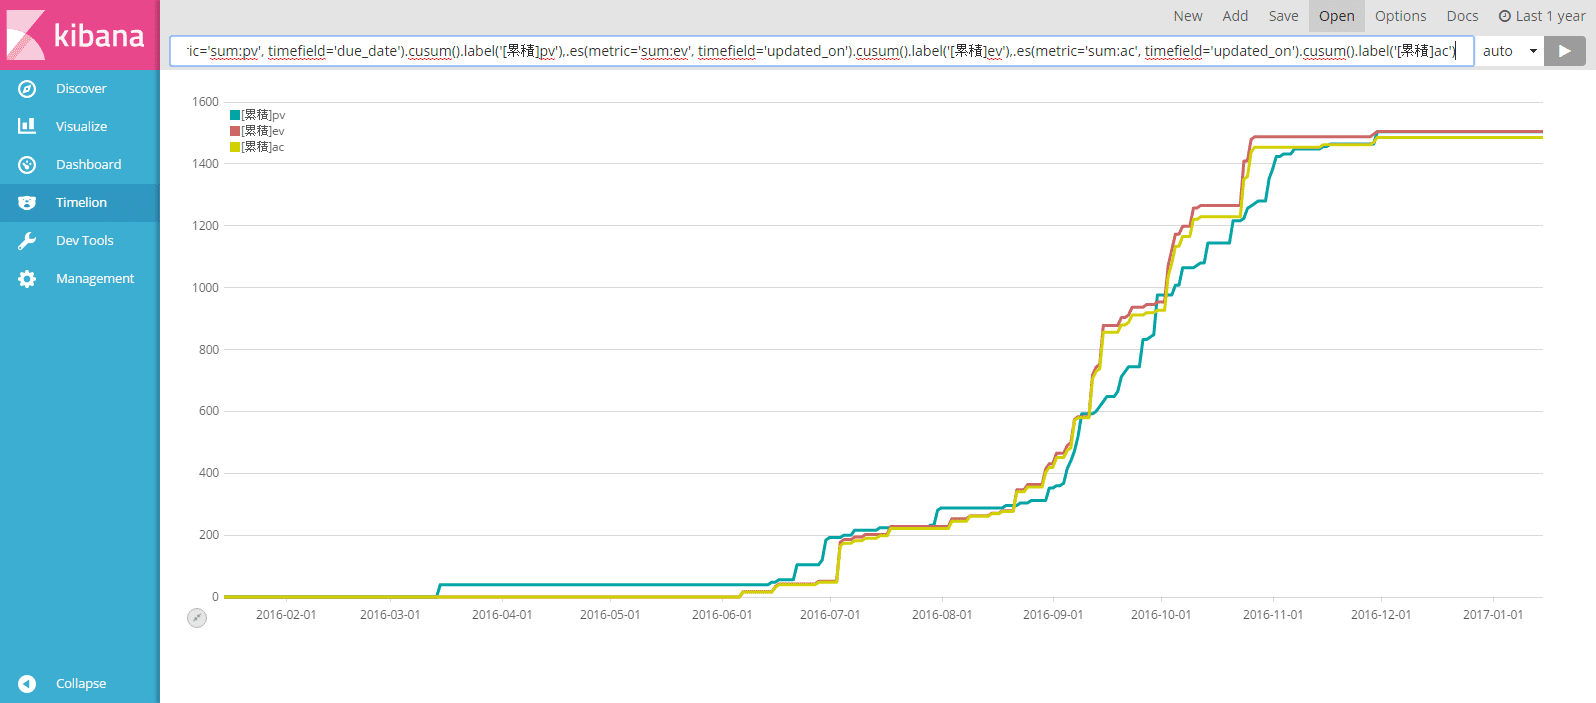 kibana
New Add Save Open Options Docs Last 1 year
ric='sum:pv', timefield='due_date').cusum().label('[累積]pv'),.es(metric='sum:ev', timefield='updated_on').cusum().label('[累積]ev'),.es(metric='sum:ac', timefield='updated_on').cusum().label('[累積]ac')
auto
Discover
Visualize
Dashboard
Timelion
Dev Tools
Management
Collapse
[累積]pv
[累積]ev
[累積]ac
1600
1400
1200
1000
800
600
400
200
0
2016-02-01 2016-03-01 2016-04-01 2016-05-01 2016-06-01 2016-07-01 2016-08-01 2016-09-01 2016-10-01 2016-11-01 2016-12-01 2017-01-01